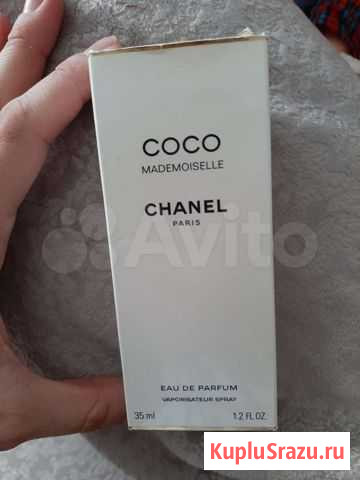 COCO
MADEMOISELLE
CHANEL
PARIS
Avito
EAU DE PARFUM
VAPORISATEUR SPRAY
35 ml 1.2 FL.OZ.
KupluSrazu.ru